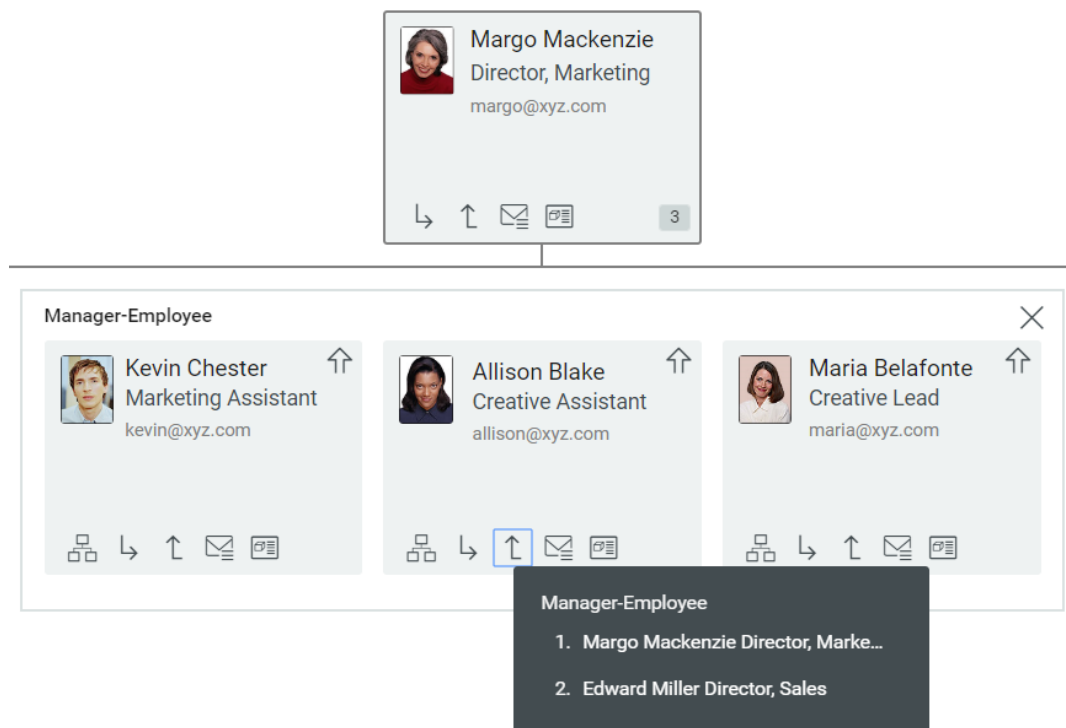 Margo Mackenzie
Director, Marketing
margo@xyz.com
3
Manager-Employee
Kevin Chester
Marketing Assistant
kevin@xyz.com
Allison Blake
Creative Assistant
allison@xyz.com
Maria Belafonte
Creative Lead
maria@xyz.com
Manager-Employee
1. Margo Mackenzie Director, Marke...
2. Edward Miller Director, Sales